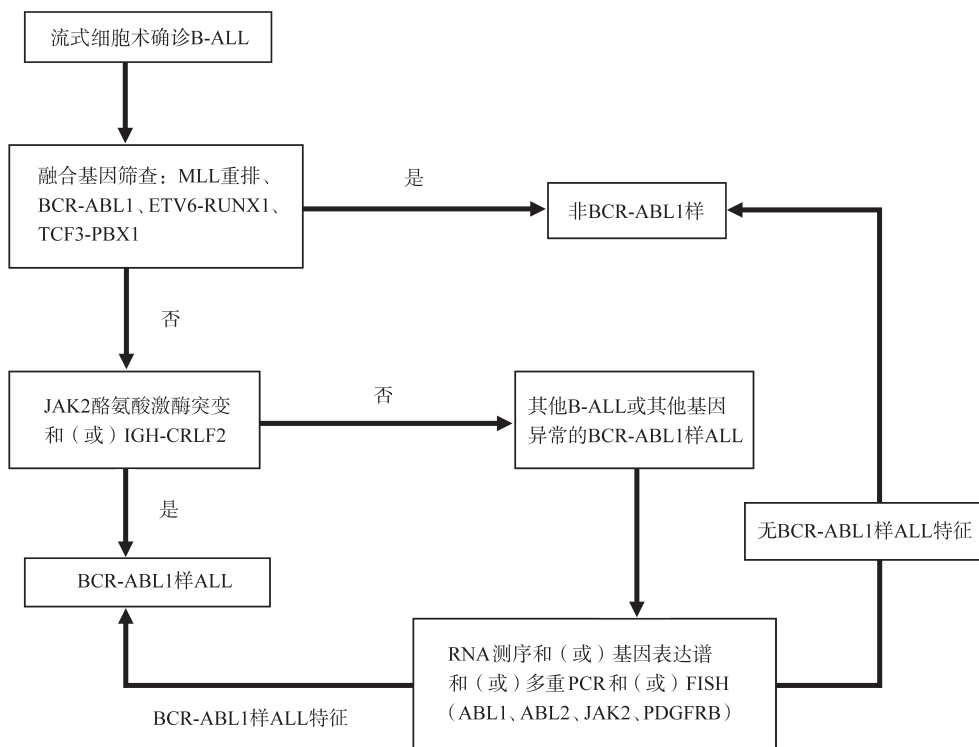 流式细胞术确诊B-ALL
融合基因筛查：MLL重排、
BCR-ABL1、ETV6-RUNX1、
TCF3-PBX1
是
非BCR-ABL1样
否
JAK2酪氨酸激酶突变
和（或）IGH-CRLF2
否
其他B-ALL或其他基因
异常的BCR-ABL1样ALL
是
无BCR-ABL1样ALL特征
BCR-ABL1样ALL
RNA测序和（或）基因表达谱
和（或）多重PCR和（或）FISH
（ABL1、ABL2、JAK2、PDGFRB）
BCR-ABL1样ALL特征